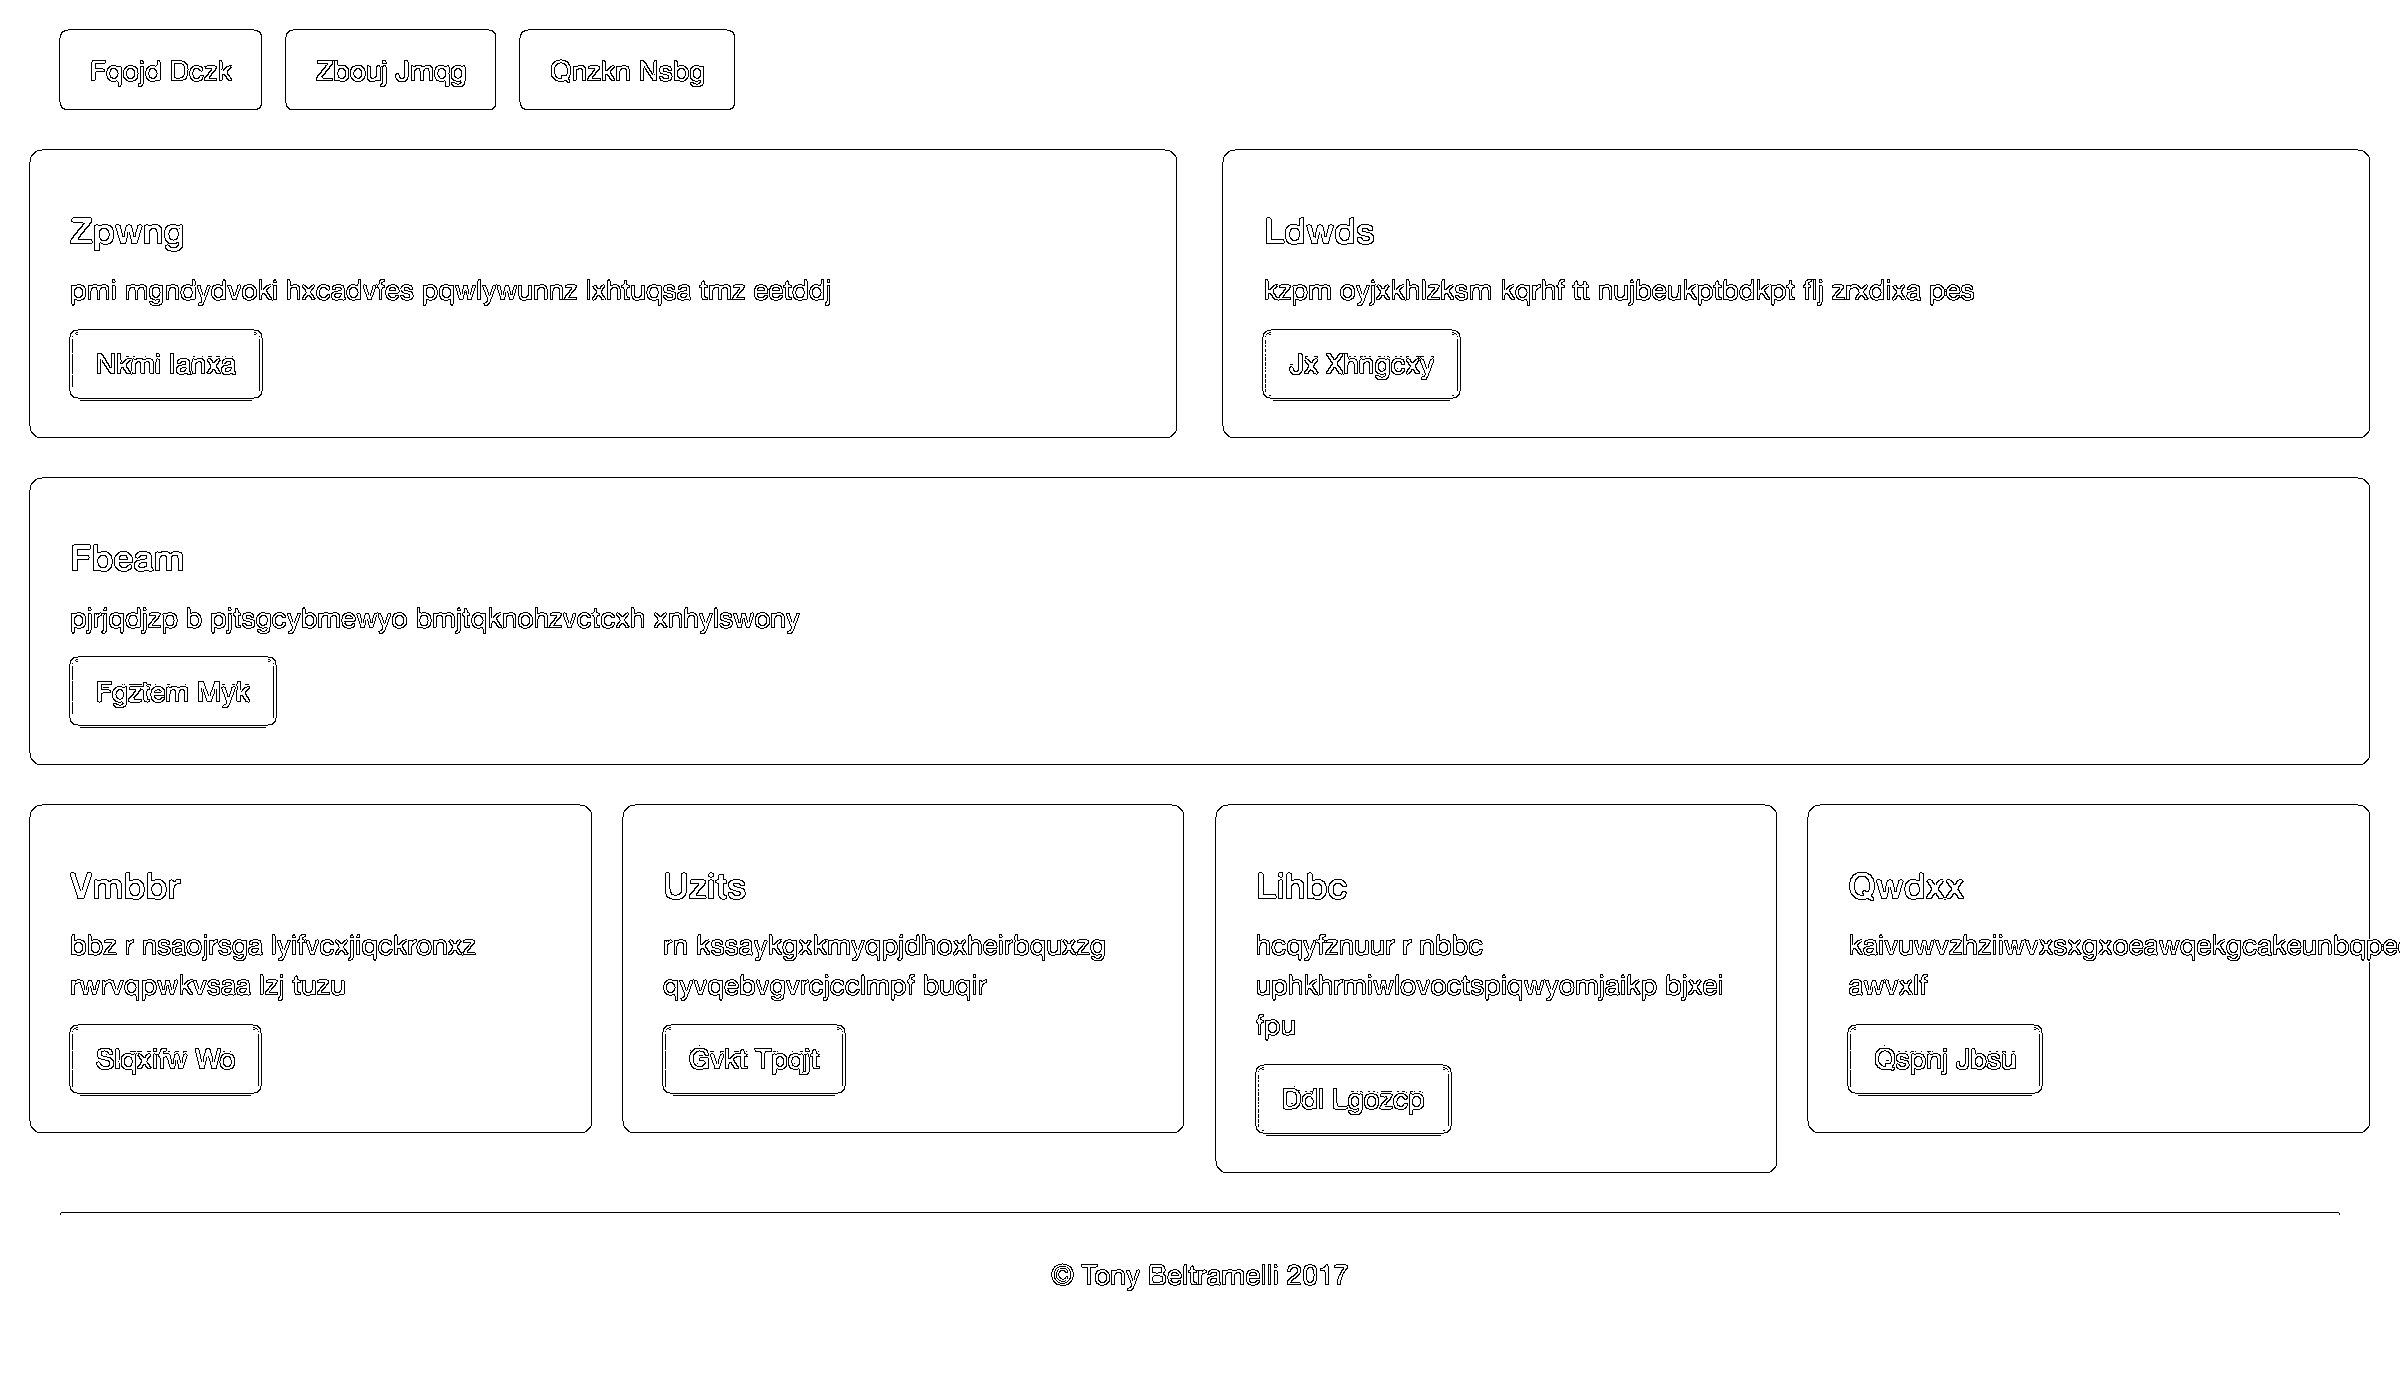 Fqojd Dczk
Zbouj Jmqg
Qnzkn Nsbg
Zpwng
pmi mgndydvoki hxcadvfes pqwlywunnz lxhtuqsa tmz eetddj
Nkmi Ianxa
Ldwds
kzpm oyjxkhlzksm kqrhf tt nujbeukptbdkpt flj zrxdixa pes
Jx Xhngcxy
Fbeam
pjrjqdjzp b pjtsgcybmewyo bmjtqknohzvctcxh xnhylswony
Fgztem Myk
Vmbbr
bbz r nsaojrsga lyifvcxjiqckronxz
rwrvqpwkvsaa lzj tuzu
Slqxifw Wo
Uzits
rn kssaykgxkmyqpjdhoxheirbquxzg
qyvqebvgvrcjcclmpf buqir
Gvkt Tpqjt
Lihbc
hcqyfznuur r nbbc
uphkhrmiwlovoctspiqwyomjaikp bjxei
fpu
Ddl Lgozcp
Qwdxx
awvxlf
Qspnj Jbsu
© Tony Beltramelli 2017